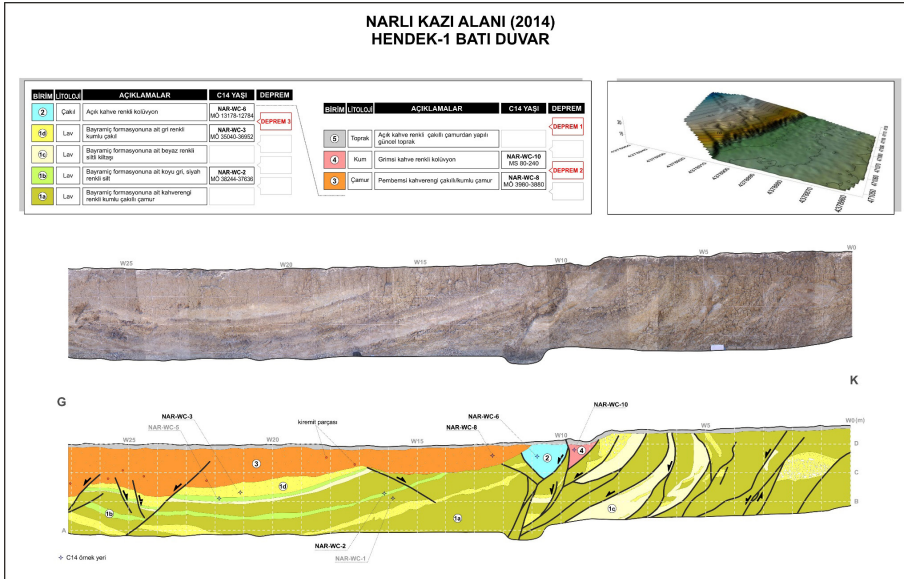 NARLI KAZI ALANI (2014)
HENDEK-1 BATI DUVAR
BİRİM LİTOLOJİ AÇIKLAMALAR C14 YAŞI DEPREM
2 Çakıl Açık kahve renkli kolüvyon NAR-WC-6
MÖ 13178-12784
DEPREM 3
1d Lav Bayramiç formasyonuna ait gri renkli
kumlu çakıl
NAR-WC-3
MÖ 35040-36952
1c Lav Bayramiç formasyonuna ait beyaz renkli
siltli kiltaşı
1b Lav Bayramiç formasyonuna ait koyu gri, siyah
renkli silt
NAR-WC-2
MÖ 38244-37636
1a Lav Bayramiç formasyonuna ait kahverengi
renkli kumlu çakıllı çamur
BİRİM LİTOLOJİ AÇIKLAMALAR C14 YAŞI DEPREM
DEPREM 1
5 Toprak Açık kahve renkli çakıllı çamurdan yapılı
güncel toprak
4 Kum Grimsi kahve renkli kolüvyon NAR-WC-10
MS 80-240
DEPREM 2
3 Çamur Pembemsi kahverengi çakıllı/kumlu çamur NAR-WC-8
MÖ 3980-3880
W25 W20 W15 W10 W5 W0
G K
NAR-WC-3
NAR-WC-5
kiremit parçası
NAR-WC-6
NAR-WC-8
NAR-WC-10
W25 W20 W15 W10 W5 W0 (m)
D
C
B
A
3
1d
1b
1a
2
4
1c
NAR-WC-2
NAR-WC-1
C14 örnek yeri